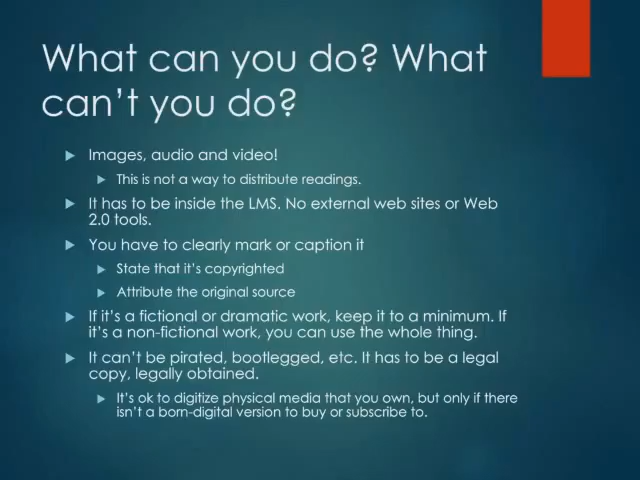 What can you do? What
can't you do?
Images, audio and video!
This is not a way to distribute readings.
It has to be inside the LMS. No external web sites or Web
2.0 tools.
You have to clearly mark or caption it
State that it's copyrighted
Attribute the original source
If it's a fictional or dramatic work, keep it to a minimum. If
it's a non-fictional work, you can use the whole thing.
It can't be pirated, bootlegged, etc. It has to be a legal
copy, legally obtained.
It's ok to digitize physical media that you own, but only if there
isn't a born-digital version to buy or subscribe to.